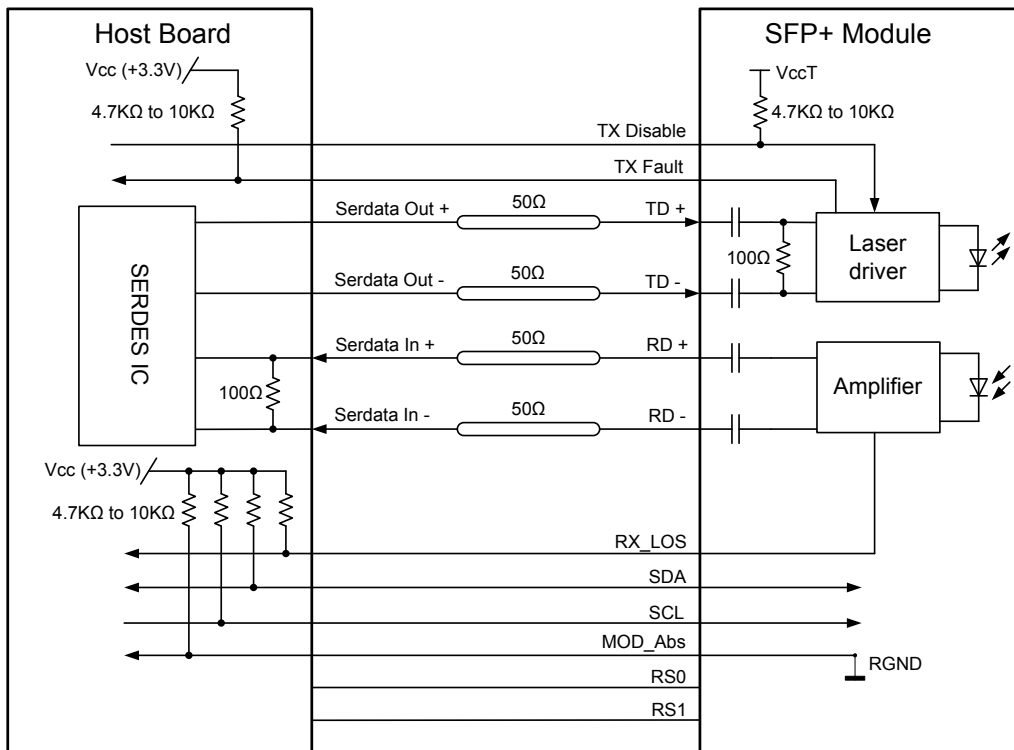 Host Board
SFP+ Module
Vcc (+3.3V)
VccT
4.7KΩ to 10KΩ
4.7KΩ to 10KΩ
TX Disable
TX Fault
Serdata Out +
50Ω
TD +
SERDES IC
100Ω
Laser
driver
Serdata Out -
50Ω
TD -
Serdata In +
50Ω
RD +
100Ω
Amplifier
Serdata In -
50Ω
RD -
Vcc (+3.3V)
4.7KΩ to 10KΩ
RX_LOS
SDA
SCL
MOD_Abs
RGND
RS0
RS1